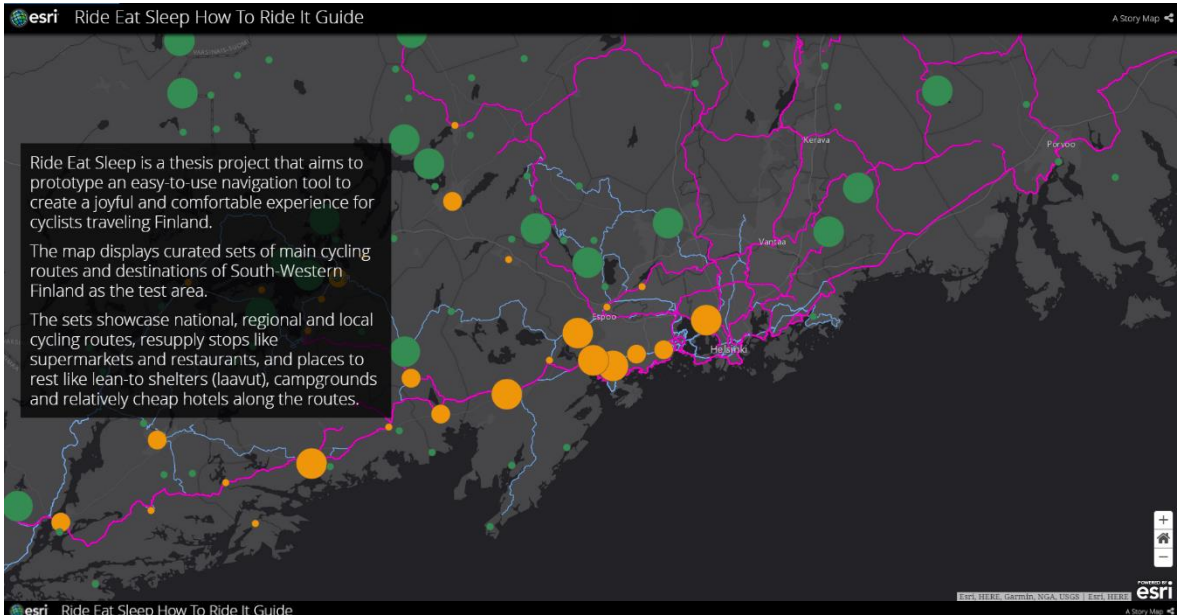 esri Ride Eat Sleep How To Ride It Guide
A Story Map
Kerava
Porvoo
Ride Eat Sleep is a thesis project that aims to
prototype an easy-to-use navigation tool to
create a joyful and comfortable experience for
cyclists traveling Finland.
The map displays curated sets of main cycling
routes and destinations of South-Western
Finland as the test area.
The sets showcase national, regional and local
cycling routes, resupply stops like
supermarkets and restaurants, and places to
rest like lean-to shelters (laavut), campgrounds
and relatively cheap hotels along the routes.
Vantaa
Espoo
Helsinki
+
−
POWERED BY
esri
Esri, HERE, Garmin, NGA, USGS | Esri, HERE
esri Ride Eat Sleep How To Ride It Guide
A Story Map